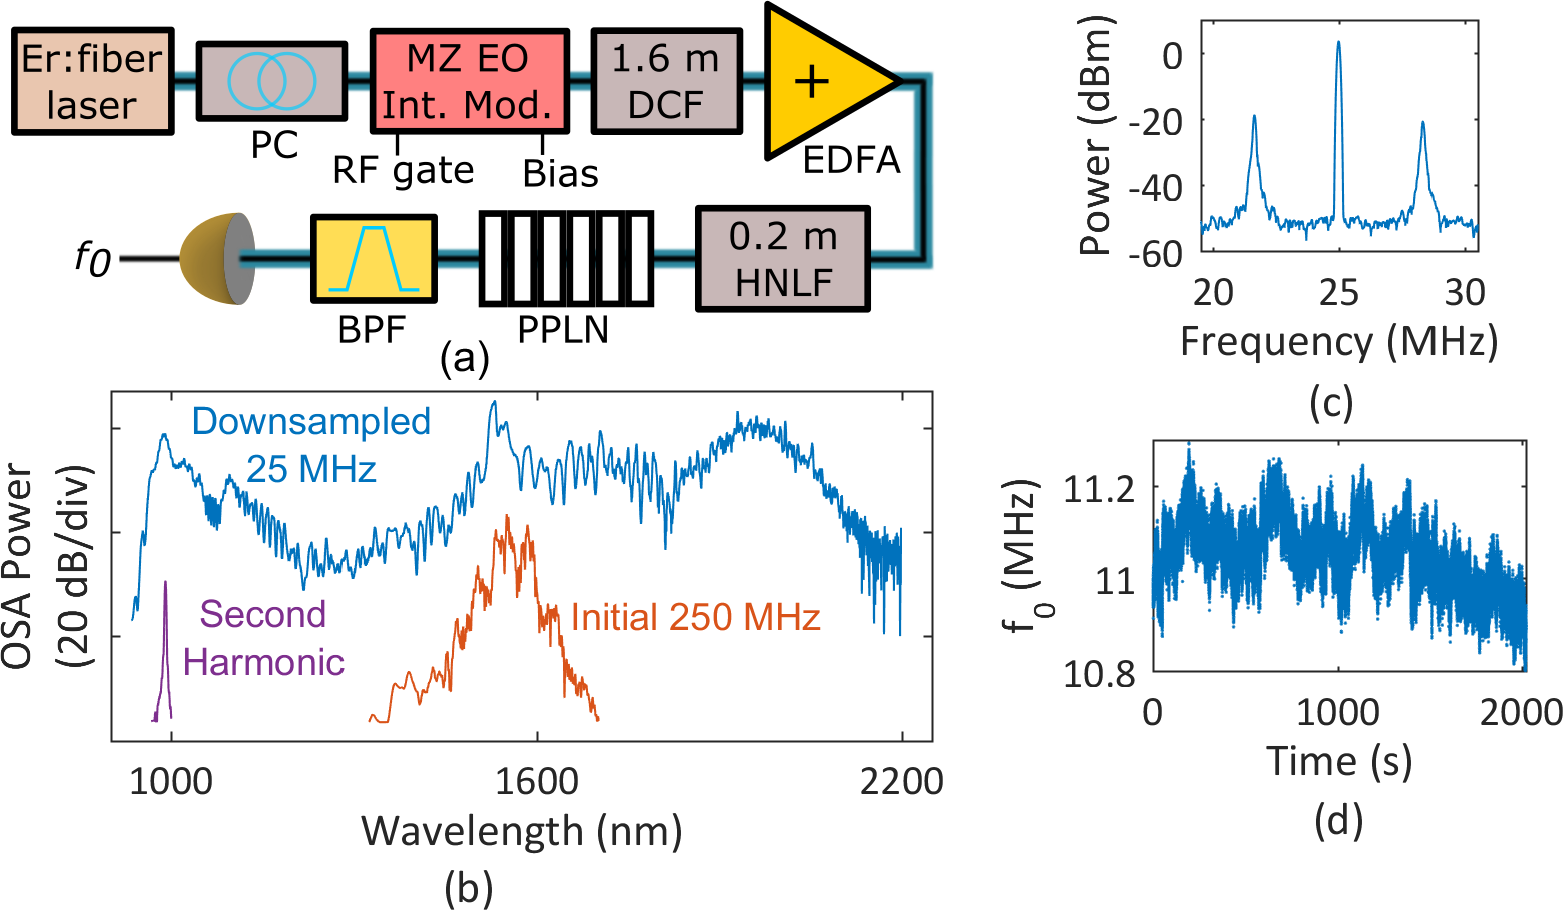 Er:fiber
laser
PC
MZ EO
Int. Mod.
RF gate
Bias
1.6 m
DCF
+
EDFA
f0
BPF
PPLN
0.2 m
HNLF
(a)
OSA Power
(20 dB/div)
Downsampled
25 MHz
Second
Harmonic
Initial 250 MHz
1000
1600
2200
Wavelength (nm)
(b)
Power (dBm)
0
-20
-40
-60
20
25
30
Frequency (MHz)
(c)
f0 (MHz)
11.2
11
10.8
0
1000
2000
Time (s)
(d)